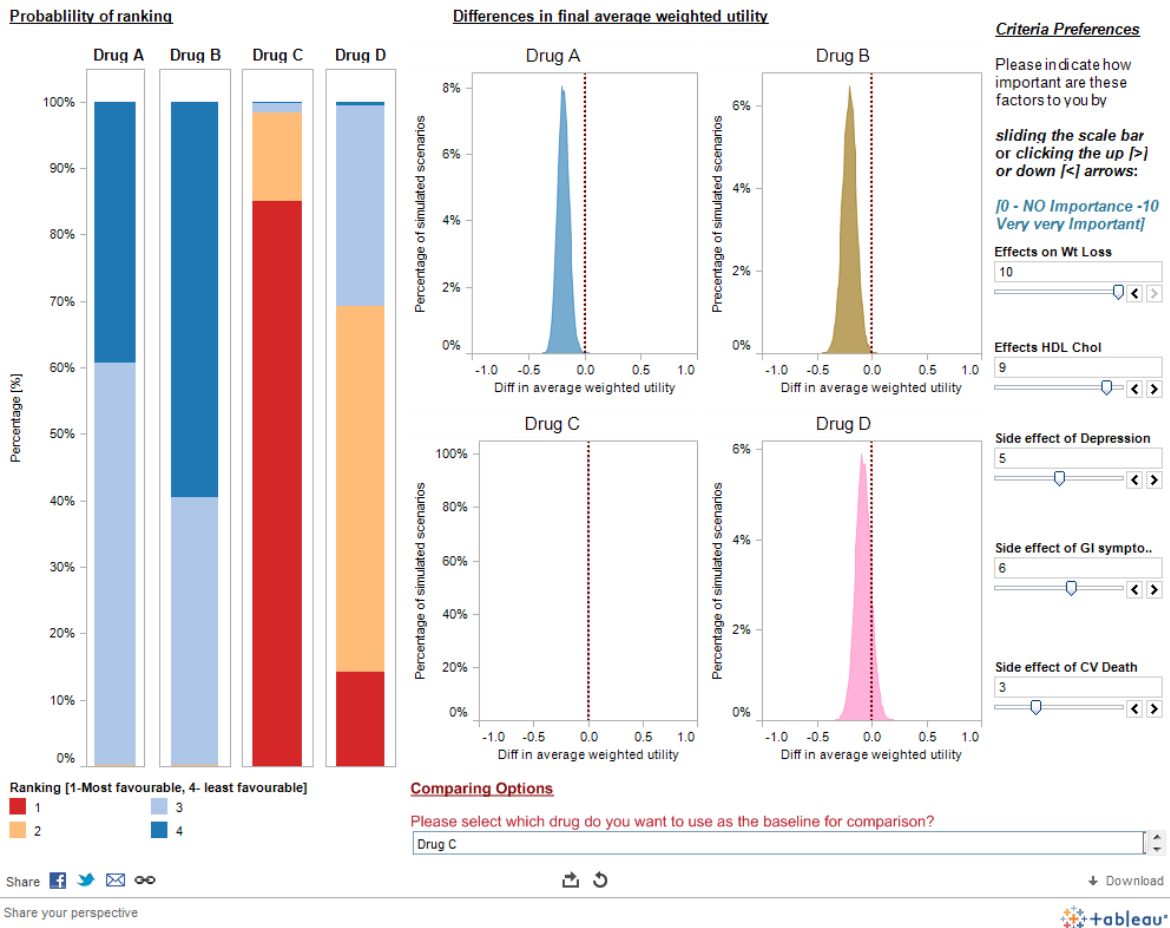 Probablility of ranking
Differences in final average weighted utility
Criteria Preferences
Drug A
Drug B
Drug C
Drug D
Percentage [%]
100%
90%
80%
70%
60%
50%
40%
30%
20%
10%
0%
Drug A
Percentage of simulated scenarios
8%
6%
4%
2%
0%
-1.0 -0.5 0.0 0.5 1.0
Diff in average weighted utility
Drug B
Precentage of simulated scenarios
6%
4%
2%
0%
-1.0 -0.5 0.0 0.5 1.0
Diff in average weighted utility
Drug C
Percentage of simulated scenarios
100%
80%
60%
40%
20%
0%
-1.0 -0.5 0.0 0.5 1.0
Diff in average weighted utility
Drug D
Percentage of simulated scenarios
6%
4%
2%
0%
-1.0 -0.5 0.0 0.5 1.0
Diff in average weighted utility
Please indicate how
important are these
factors to you by
sliding the scale bar
or clicking the up [>]
or down [<] arrows:
[0 - NO Importance -10
Very very Important]
Effects on Wt Loss
10
Effects HDL Chol
9
Side effect of Depression
5
Side effect of GI sympto..
6
Side effect of CV Death
3
Ranking [1-Most favourable, 4- least favourable]
1
2
3
4
Comparing Options
Please select which drug do you want to use as the baseline for comparison?
Drug C
Share
Download
Share your perspective
+ableau